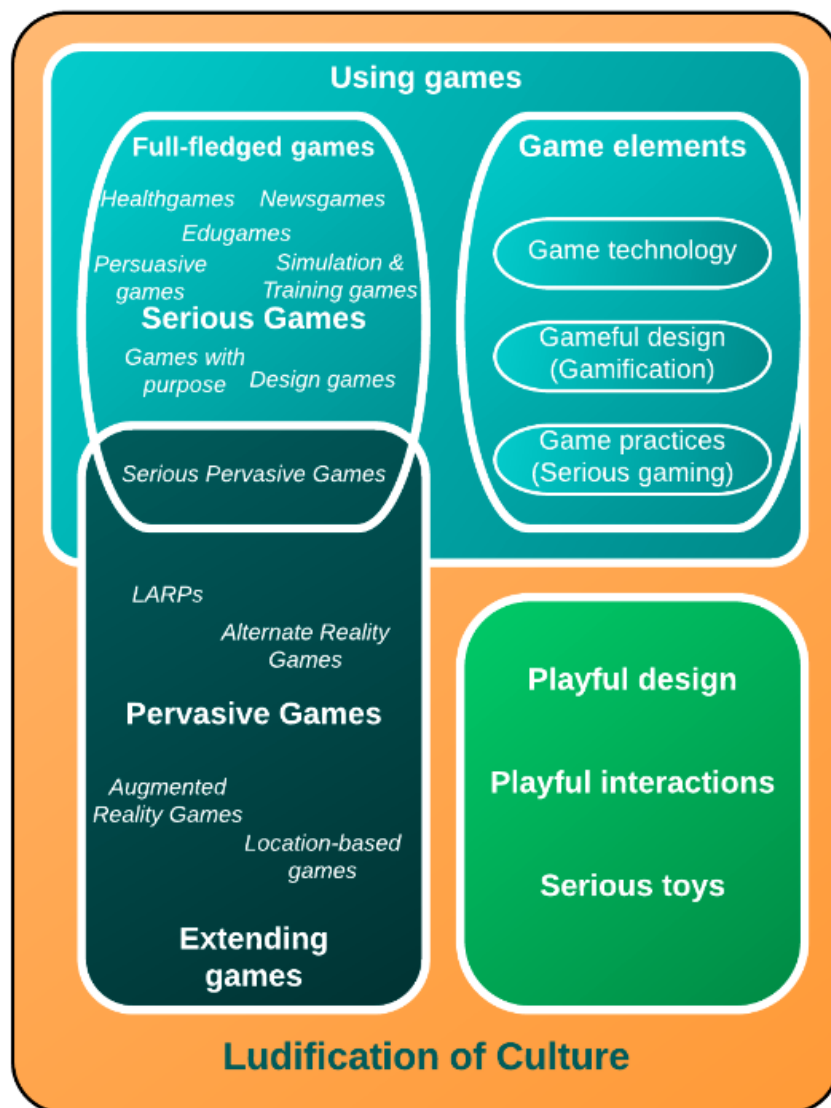 Using games
Full-fledged games
Healthgames
Newsgames
Edugames
Persuasive
games
Simulation &
Training games
Serious Games
Games with
purpose
Design games
Serious Pervasive Games
LARPs
Alternate Reality
Games
Pervasive Games
Augmented
Reality Games
Location-based
games
Extending
games
Game elements
Game technology
Gameful design
(Gamification)
Game practices
(Serious gaming)
Playful design
Playful interactions
Serious toys
Ludification of Culture